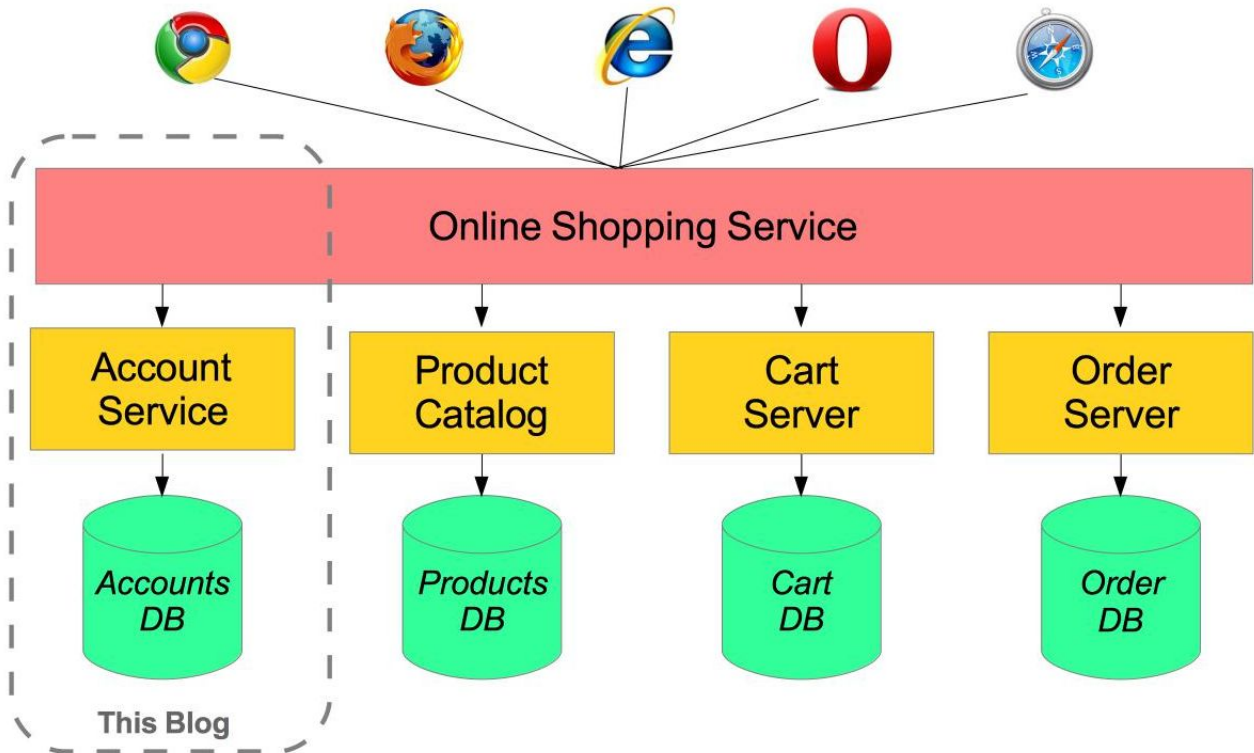 Online Shopping Service
Account
Service
Product
Catalog
Cart
Server
Order
Server
Accounts
DB
Products
DB
Cart
DB
Order
DB
This Blog